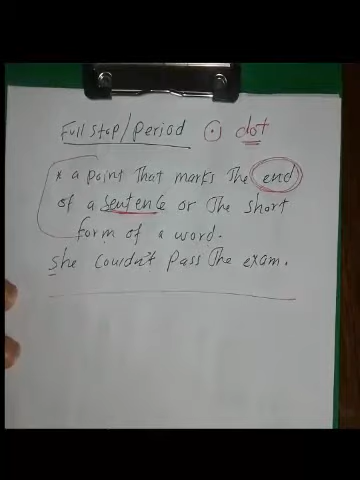 Full stop/period (.) dot
* a point that marks the end
of a sentence or the short
form of a word.
she couldn't pass the exam.